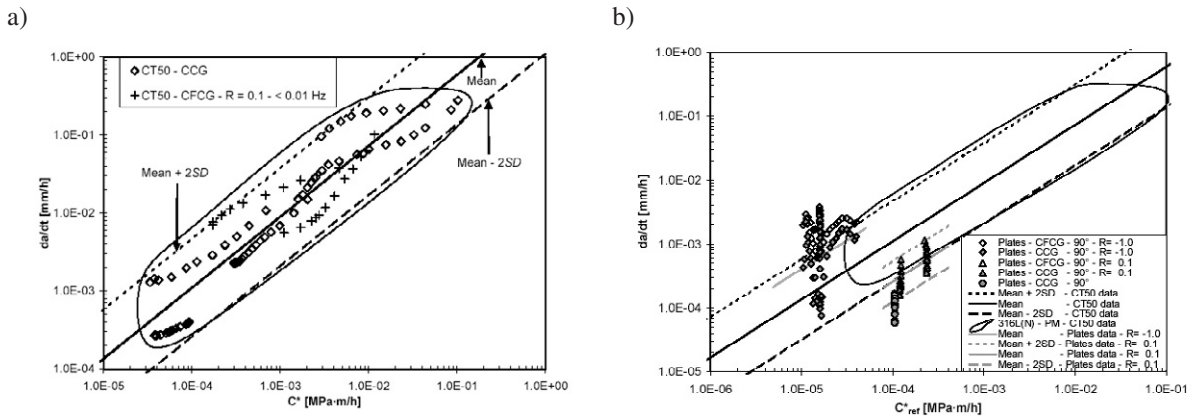 a)
1.0E+00
1.0E-01
1.0E-02
1.0E-03
1.0E-04
da/dt [mm/h]
CT50 - CCG
CT50 - CFCG - R = 0.1 - < 0.01 Hz
Mean
Mean - 2SD
Mean + 2SD
1.0E-05
1.0E-04
1.0E-03
1.0E-02
1.0E-01
1.0E+00
C* [MPa·m/h]
b)
1.0E+00
1.0E-01
1.0E-02
1.0E-03
1.0E-04
1.0E-05
da/dt [mm/h]
Plates - CFCG - 90° - R= -1.0
Plates - CCG - 90° - R= -1.0
Plates - CFCG - 90° - R= 0.1
Plates - CCG - 90° - R= 0.1
Plates - CCG - 90°
Mean + 2SD - CT50 data
Mean - CT50 data
Mean - 2SD - CT50 data
316L(N) - PM - CT50 data
Mean - Plates data - R= -1.0
Mean + 2SD - Plates data - R= 0.1
Mean - Plates data - R= 0.1
Mean - 2SD - Plates data - R= 0.1
1.0E-06
1.0E-05
1.0E-04
1.0E-03
1.0E-02
1.0E-01
C*ref [MPa·m/h]